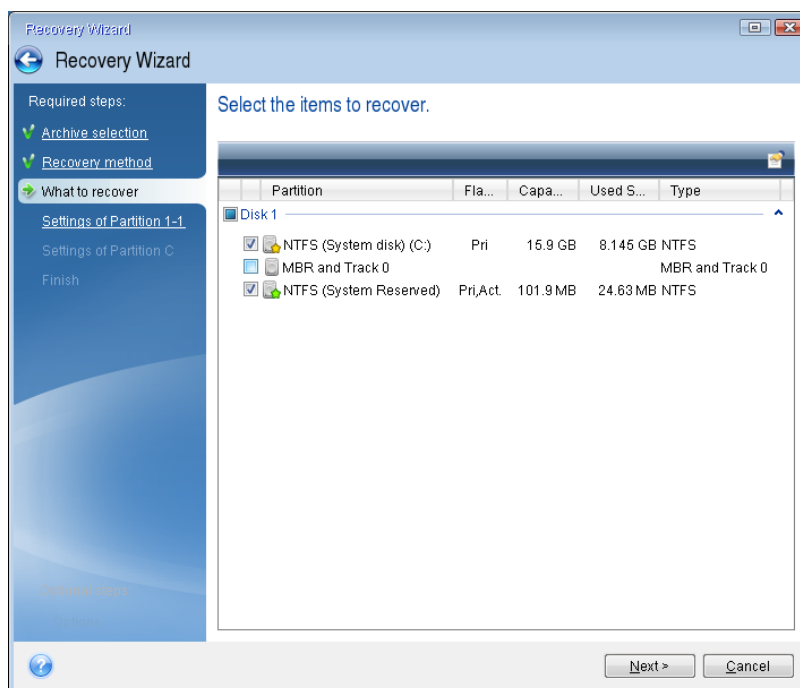 Recovery Wizard
Recovery Wizard
Required steps:
Archive selection
Recovery method
What to recover
Settings of Partition 1-1
Settings of Partition C
Finish
Select the items to recover.
Partition Fla... Capa... Used S... Type
Disk 1
NTFS (System disk) (C:) Pri 15.9 GB 8.145 GB NTFS
MBR and Track 0 MBR and Track 0
NTFS (System Reserved) Pri,Act. 101.9 MB 24.63 MB NTFS
Next >
Cancel